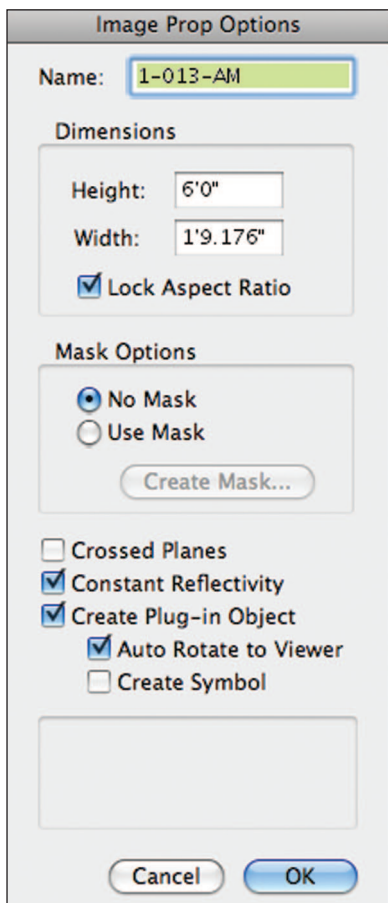 Image Prop Options
Name: 1-013-AM
Dimensions
Height: 6'0"
Width: 1'9.176"
Lock Aspect Ratio
Mask Options
No Mask
Use Mask
Create Mask...
Crossed Planes
Constant Reflectivity
Create Plug-in Object
Auto Rotate to Viewer
Create Symbol
Cancel OK